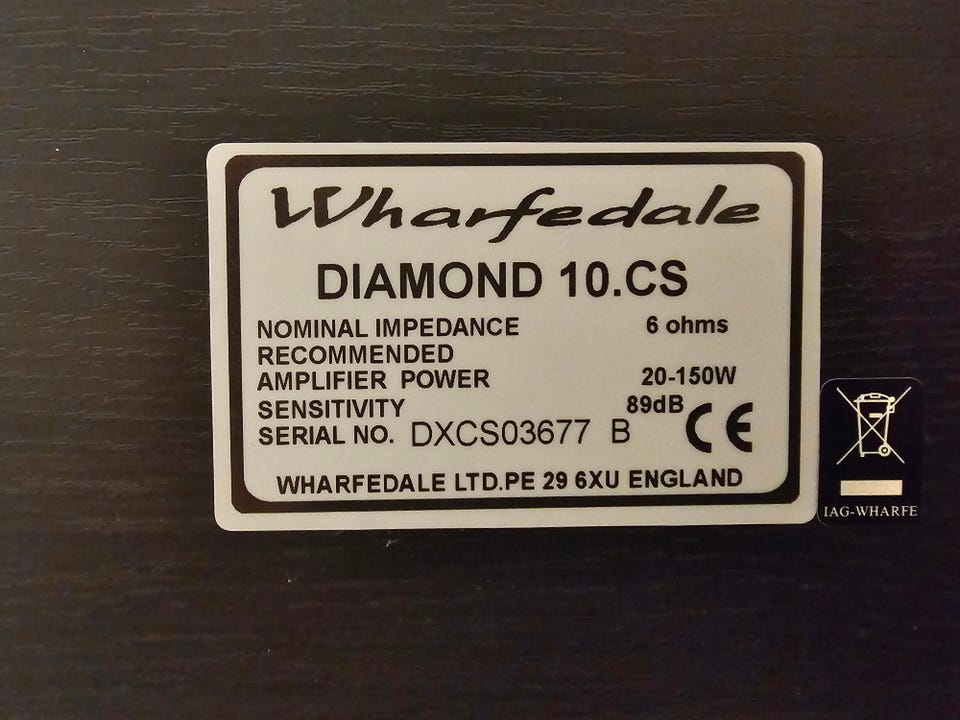 Wharfedale
DIAMOND 10.CS
NOMINAL IMPEDANCE 6 ohms
RECOMMENDED
AMPLIFIER POWER 20-150W
SENSITIVITY 89dB
SERIAL NO. DXCS03677 B CE
WHARFEDALE LTD.PE 29 6XU ENGLAND
IAG-WHARFE